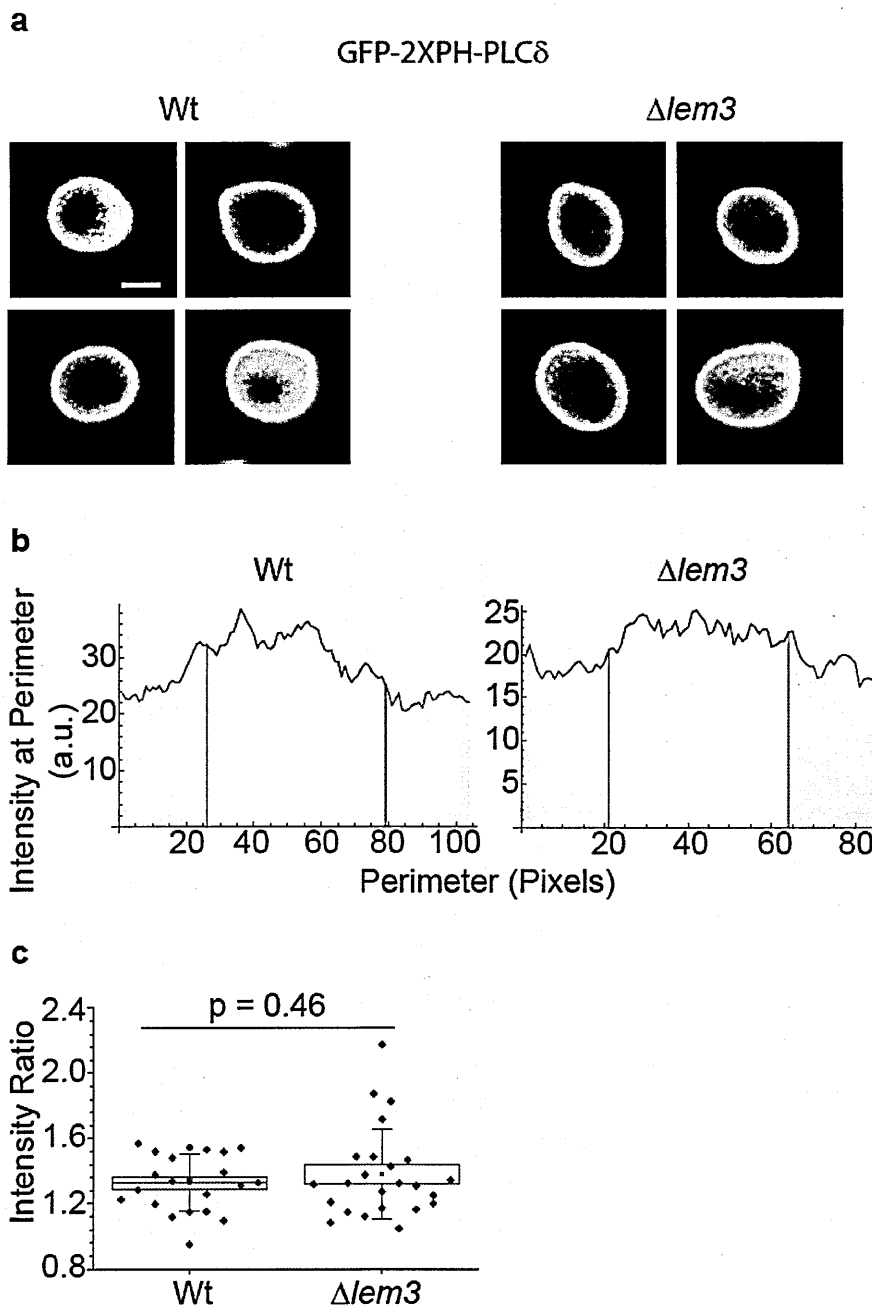 a
GFP-2XPH-PLCδ
Wt Δlem3
b
Wt Δlem3
Intensity at Perimeter (a.u.)
30
20
10
20 40 60 80 100
25
20
15
10
5
20 40 60 80
Perimeter (Pixels)
c
Intensity Ratio
2.4
2.0
1.6
1.2
0.8
p = 0.46
Wt Δlem3